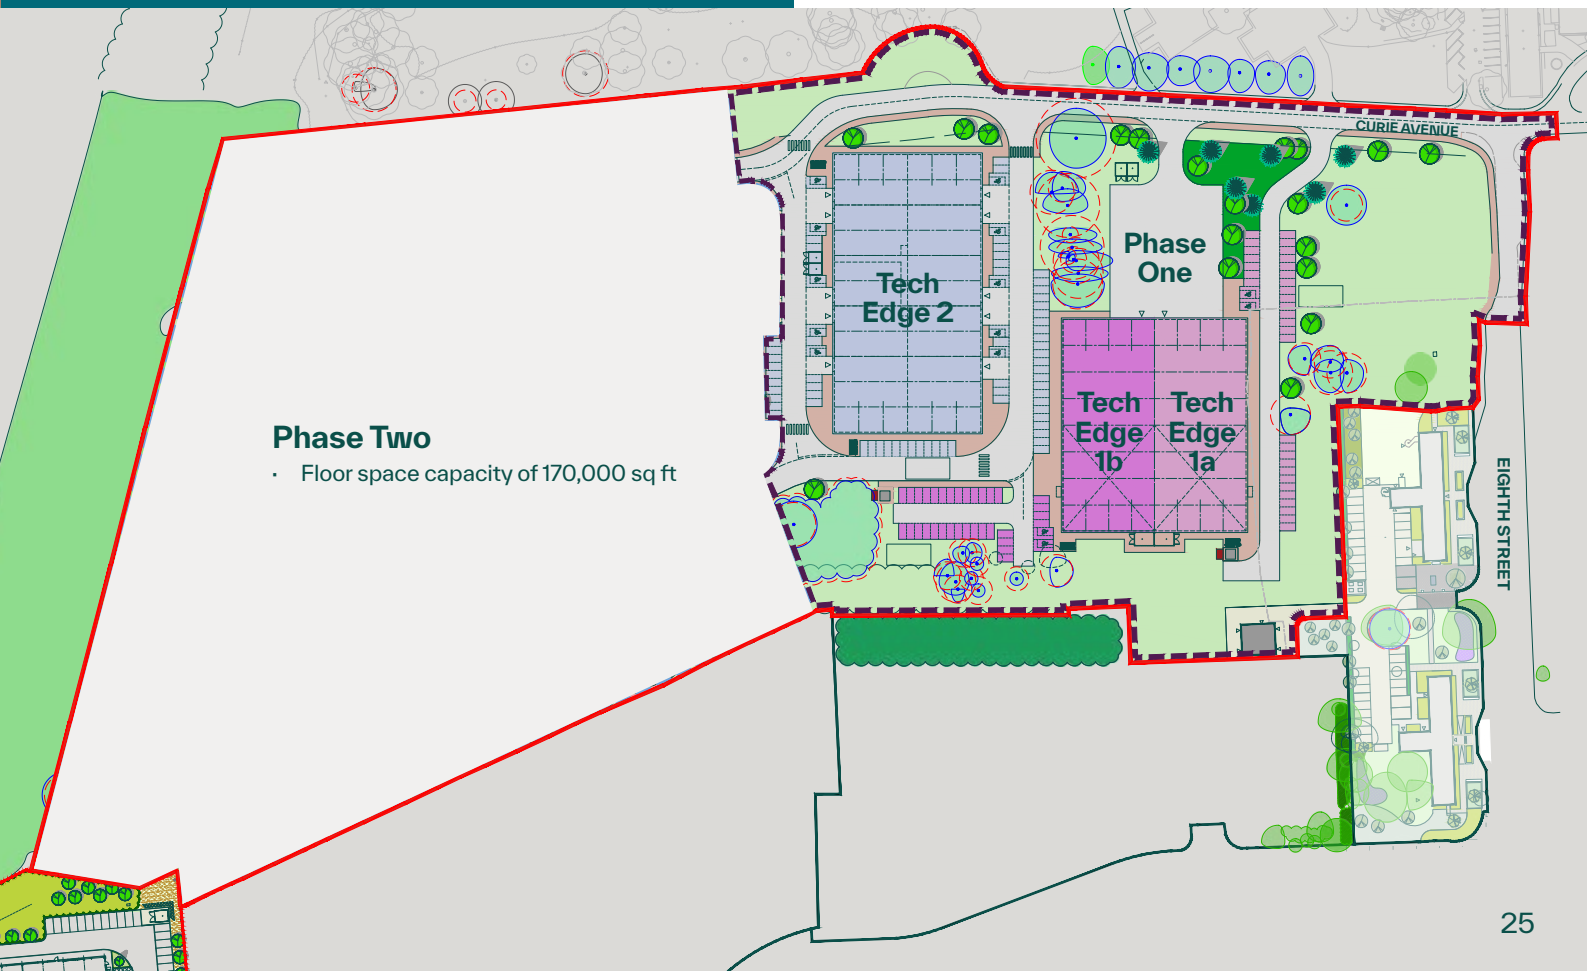 CURIE AVENUE
Phase
One
Tech
Edge 2
Tech
Edge
1b
Tech
Edge
1a
Phase Two
· Floor space capacity of 170,000 sq ft
EIGHTH STREET
25